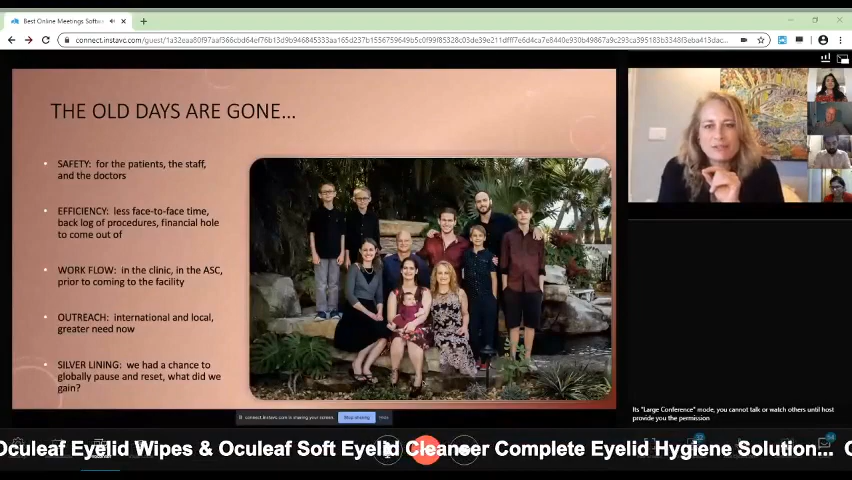 Best Online Meetings Softw
connect.instavc.com/guest/
THE OLD DAYS ARE GONE...
• SAFETY: for the patients, the staff,
and the doctors
• EFFICIENCY: less face-to-face time,
back log of procedures, financial hole
to come out of
• WORK FLOW: in the clinic, in the ASC,
prior to coming to the facility
• OUTREACH: international and local,
greater need now
• SILVER LINING: we had a chance to
globally pause and reset, what did we
gain?
connect.instavc.com is sharing your screen.
Stop sharing
Hide
Its "Large Conference" mode, you cannot talk or watch others until host
provide you the permission
Oculeaf Eyelid Wipes & Oculeaf Soft Eyelid Cleanser Complete Eyelid Hygiene Solution...